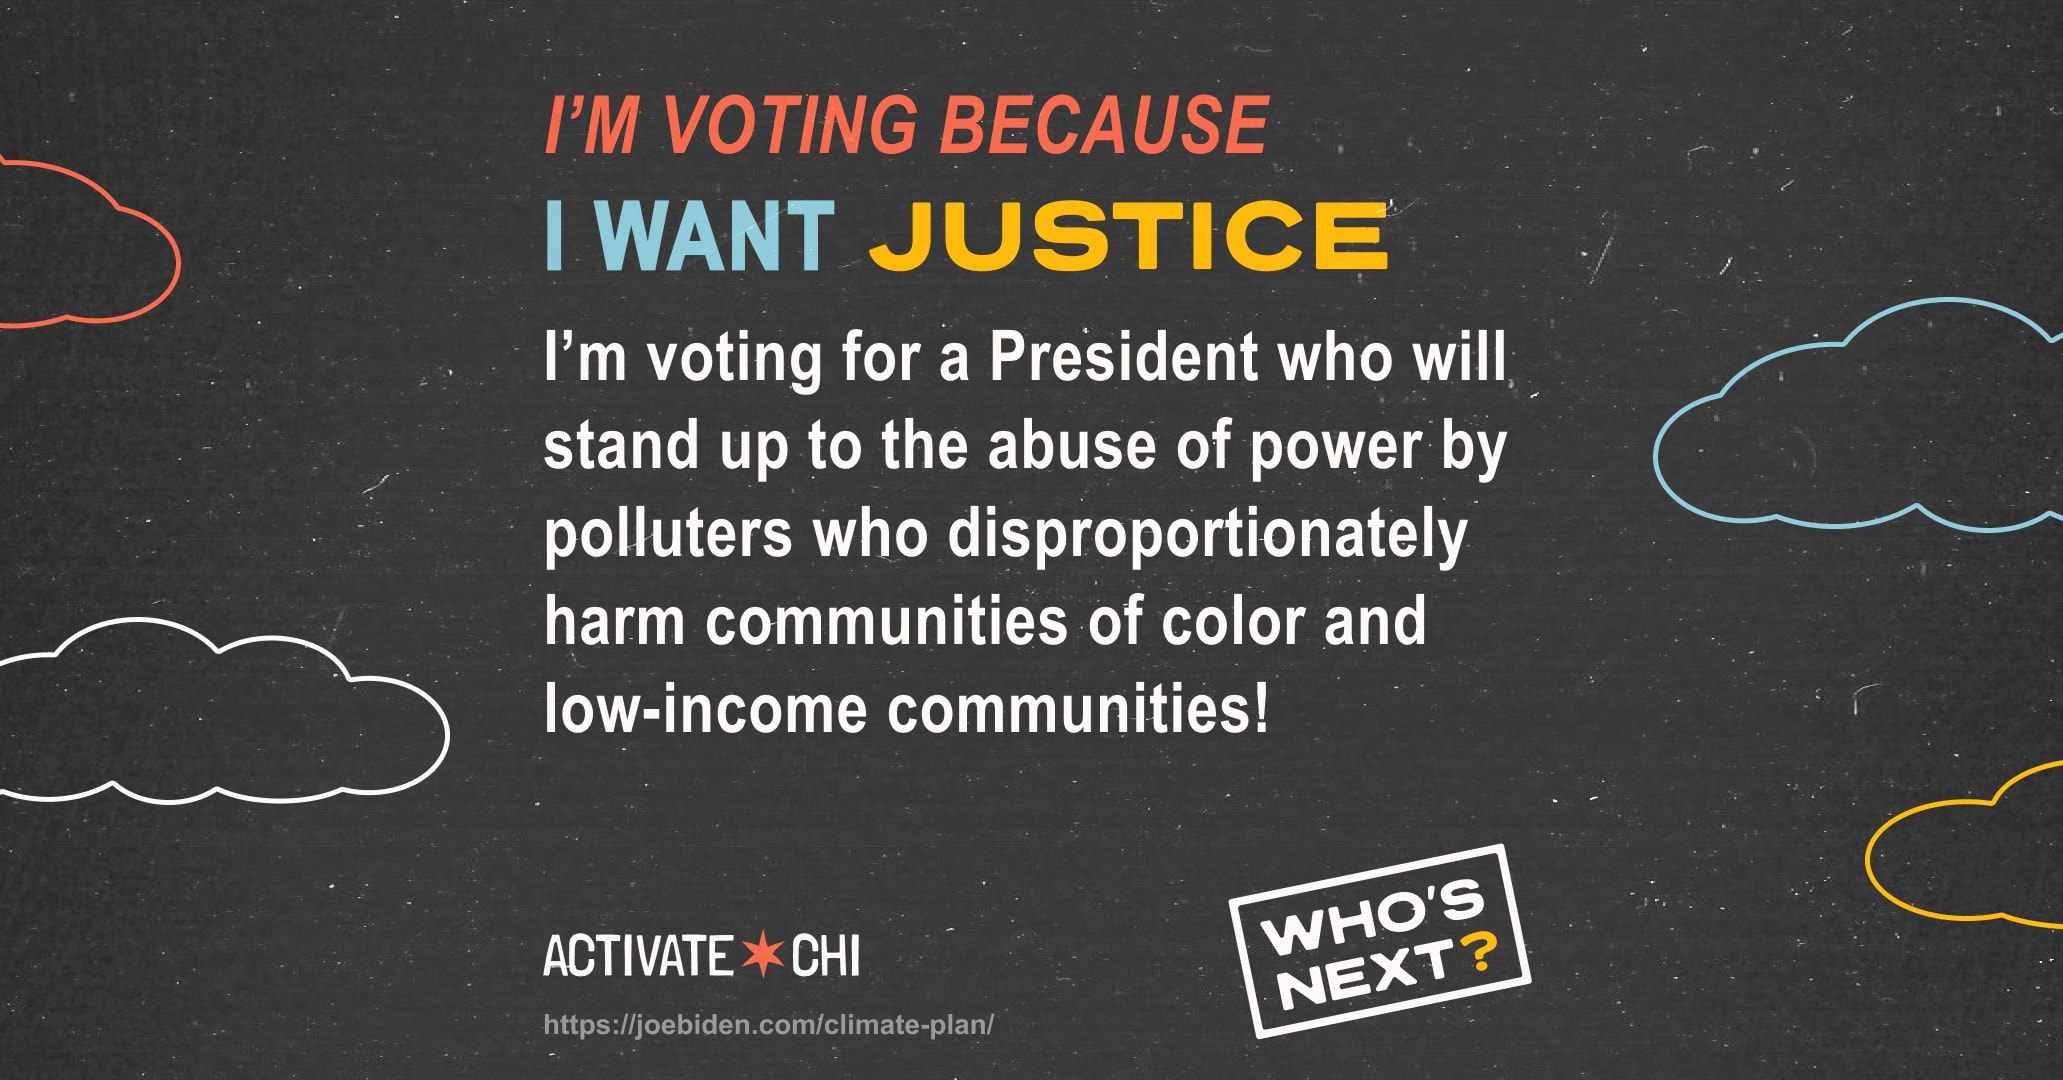 I’M VOTING BECAUSE
I WANT JUSTICE
I’m voting for a President who will
stand up to the abuse of power by
polluters who disproportionately
harm communities of color and
low-income communities!
ACTIVATE CHI
https://joebiden.com/climate-plan/
WHO'S
NEXT?